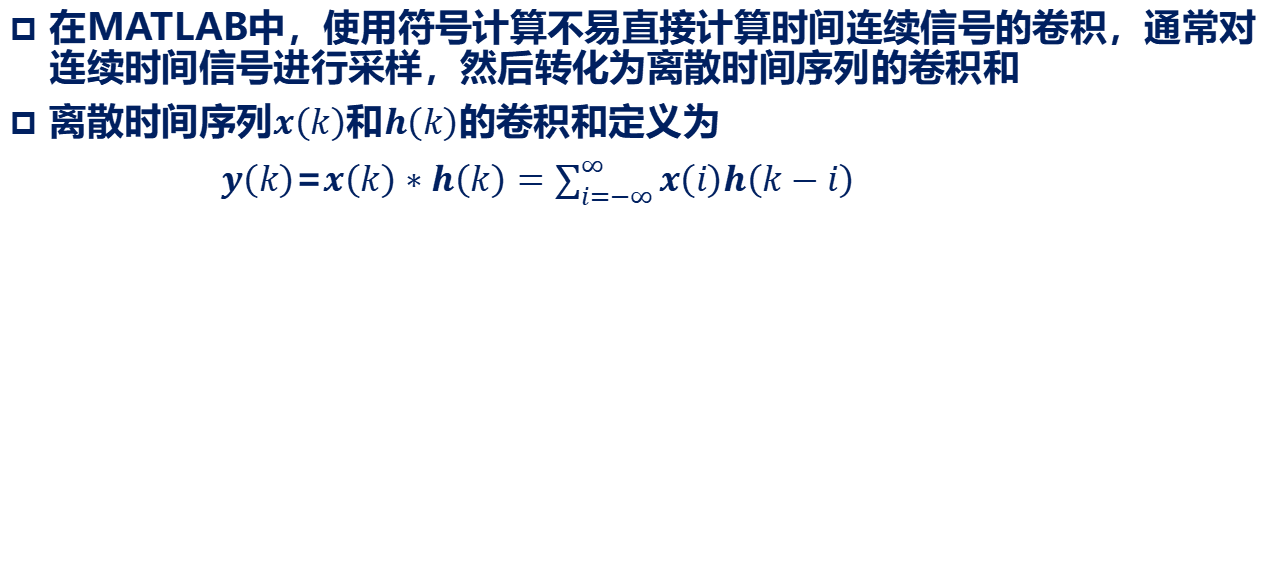 在MATLAB中，使用符号计算不易直接计算时间连续信号的卷积，通常对
连续时间信号进行采样，然后转化为离散时间序列的卷积和
离散时间序列x(k)和h(k)的卷积和定义为
y(k)=x(k) ∗ h(k) = ∑_{i=−∞}^{∞} x(i)h(k − i)